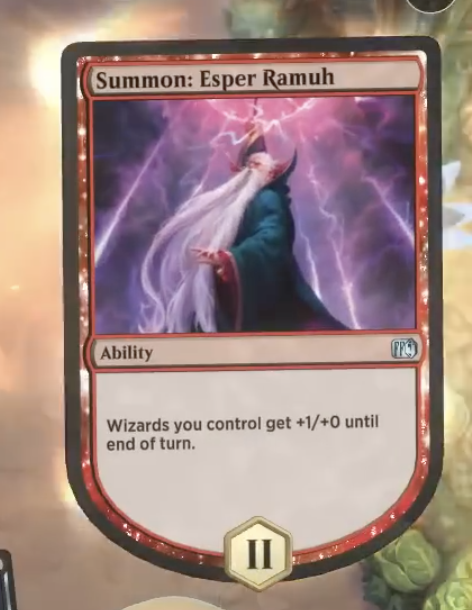 Summon: Esper Ramuh
Ability
Wizards you control get +1/+0 until
end of turn.
II